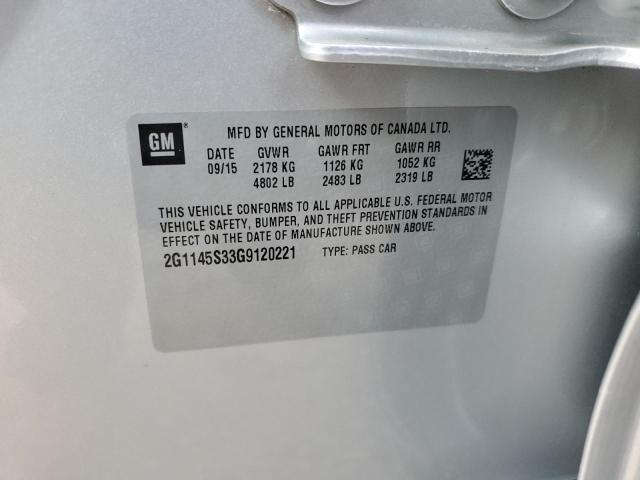 GM® MFD BY GENERAL MOTORS OF CANADA LTD.
DATE GVWR GAWR FRT GAWR RR
09/15 2178 KG 1126 KG 1052 KG
4802 LB 2483 LB 2319 LB
THIS VEHICLE CONFORMS TO ALL APPLICABLE U.S. FEDERAL MOTOR
VEHICLE SAFETY, BUMPER, AND THEFT PREVENTION STANDARDS IN
EFFECT ON THE DATE OF MANUFACTURE SHOWN ABOVE.
2G1145S33G9120221 TYPE: PASS CAR